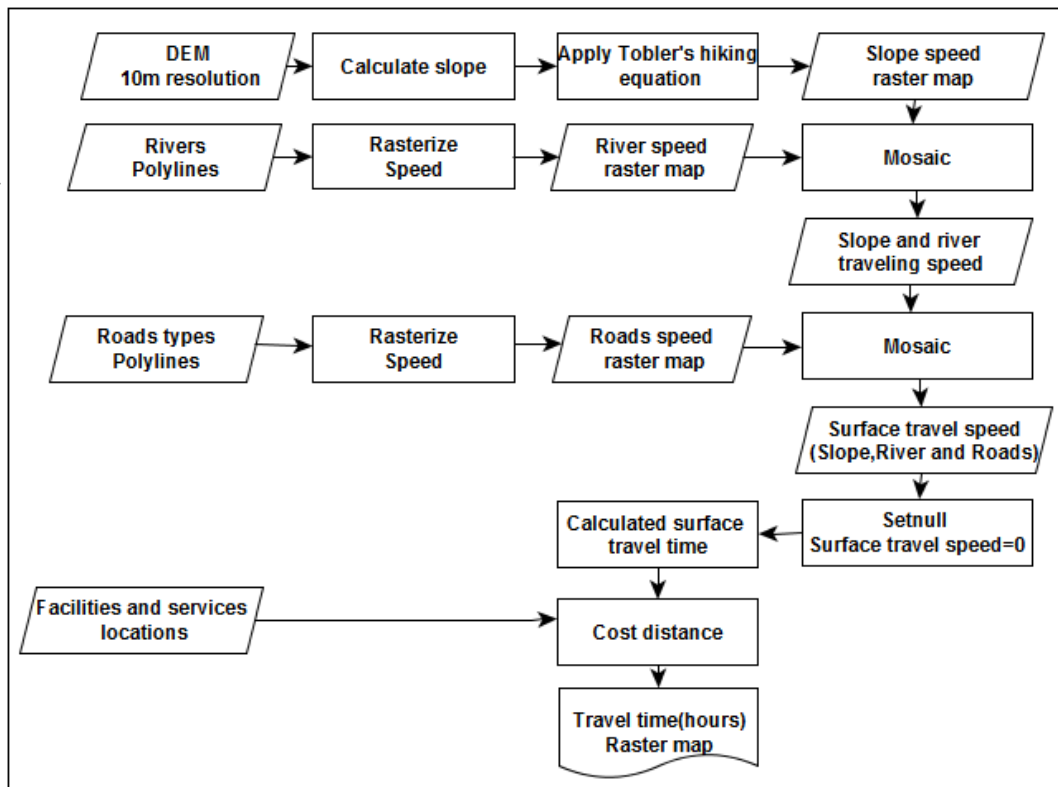 DEM
10m resolution
Calculate slope
Apply Tobler's hiking
equation
Slope speed
raster map
Rivers
Polylines
Rasterize
Speed
River speed
raster map
Mosaic
Slope and river
traveling speed
Roads types
Polylines
Rasterize
Speed
Roads speed
raster map
Mosaic
Surface travel speed
(Slope,River and Roads)
Setnull
Surface travel speed=0
Calculated surface
travel time
Facilities and services
locations
Cost distance
Travel time(hours)
Raster map